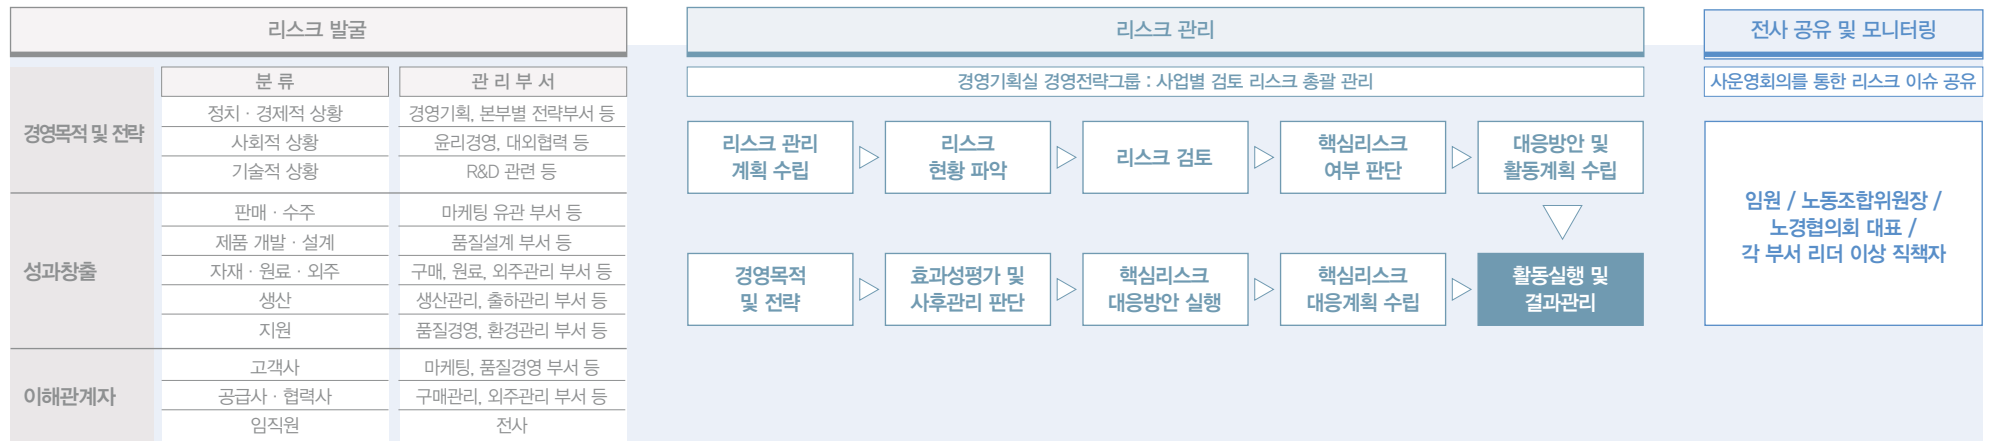 리스크 발굴
분 류
관 리 부 서
경영목적 및 전략
정치 · 경제적 상황
경영기획, 본부별 전략부서 등
사회적 상황
윤리경영, 대외협력 등
기술적 상황
R&D 관련 등
성과창출
판매 · 수주
마케팅 유관 부서 등
제품 개발 · 설계
품질설계 부서 등
자재 · 원료 · 외주
구매, 원료, 외주관리 부서 등
생산
생산관리, 출하관리 부서 등
지원
품질경영, 환경관리 부서 등
이해관계자
고객사
마케팅, 품질경영 부서 등
공급사 · 협력사
구매관리, 외주관리 부서 등
임직원
전사
리스크 관리
경영기획실 경영전략그룹 : 사업별 검토 리스크 총괄 관리
리스크 관리
계획 수립
리스크
현황 파악
리스크 검토
핵심리스크
여부 판단
대응방안 및
활동계획 수립
경영목적
및 전략
효과성평가 및
사후관리 판단
핵심리스크
대응방안 실행
핵심리스크
대응계획 수립
활동실행 및
결과관리
전사 공유 및 모니터링
사운영회의를 통한 리스크 이슈 공유
임원 / 노동조합위원장 /
노경협의회 대표 /
각 부서 리더 이상 직책자